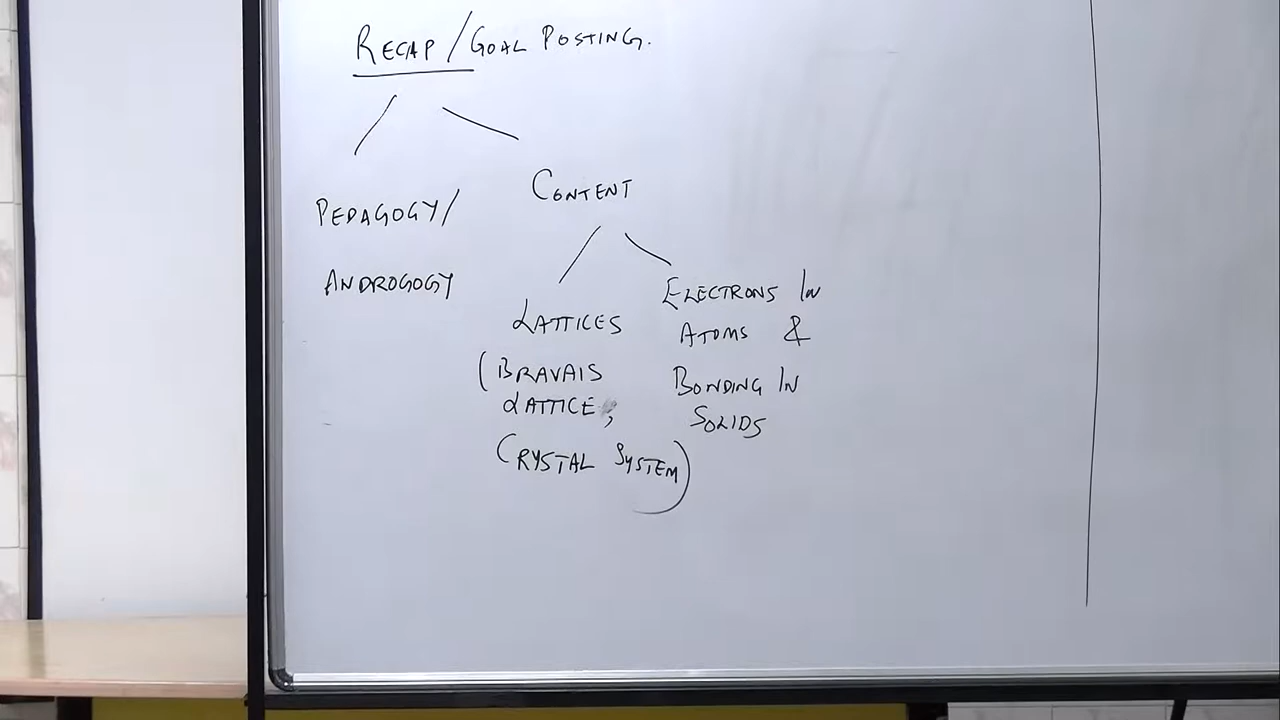 RECAP/GOAL POSTING.
PEDAGOGY/
ANDROGOGY
CONTENT
LATTICES
(BRAVAIS
LATTICE,
CRYSTAL SYSTEM)
ELECTRONS IN
ATOMS &
BONDING IN
SOLIDS